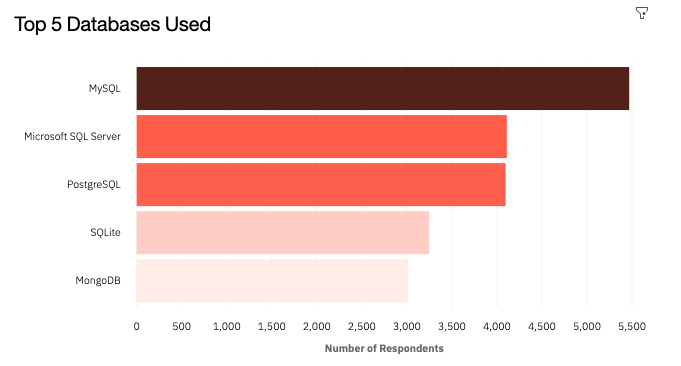 Top 5 Databases Used
MySQL
Microsoft SQL Server
PostgreSQL
SQLite
MongoDB
0 500 1,000 1,500 2,000 2,500 3,000 3,500 4,000 4,500 5,000 5,500
Number of Respondents